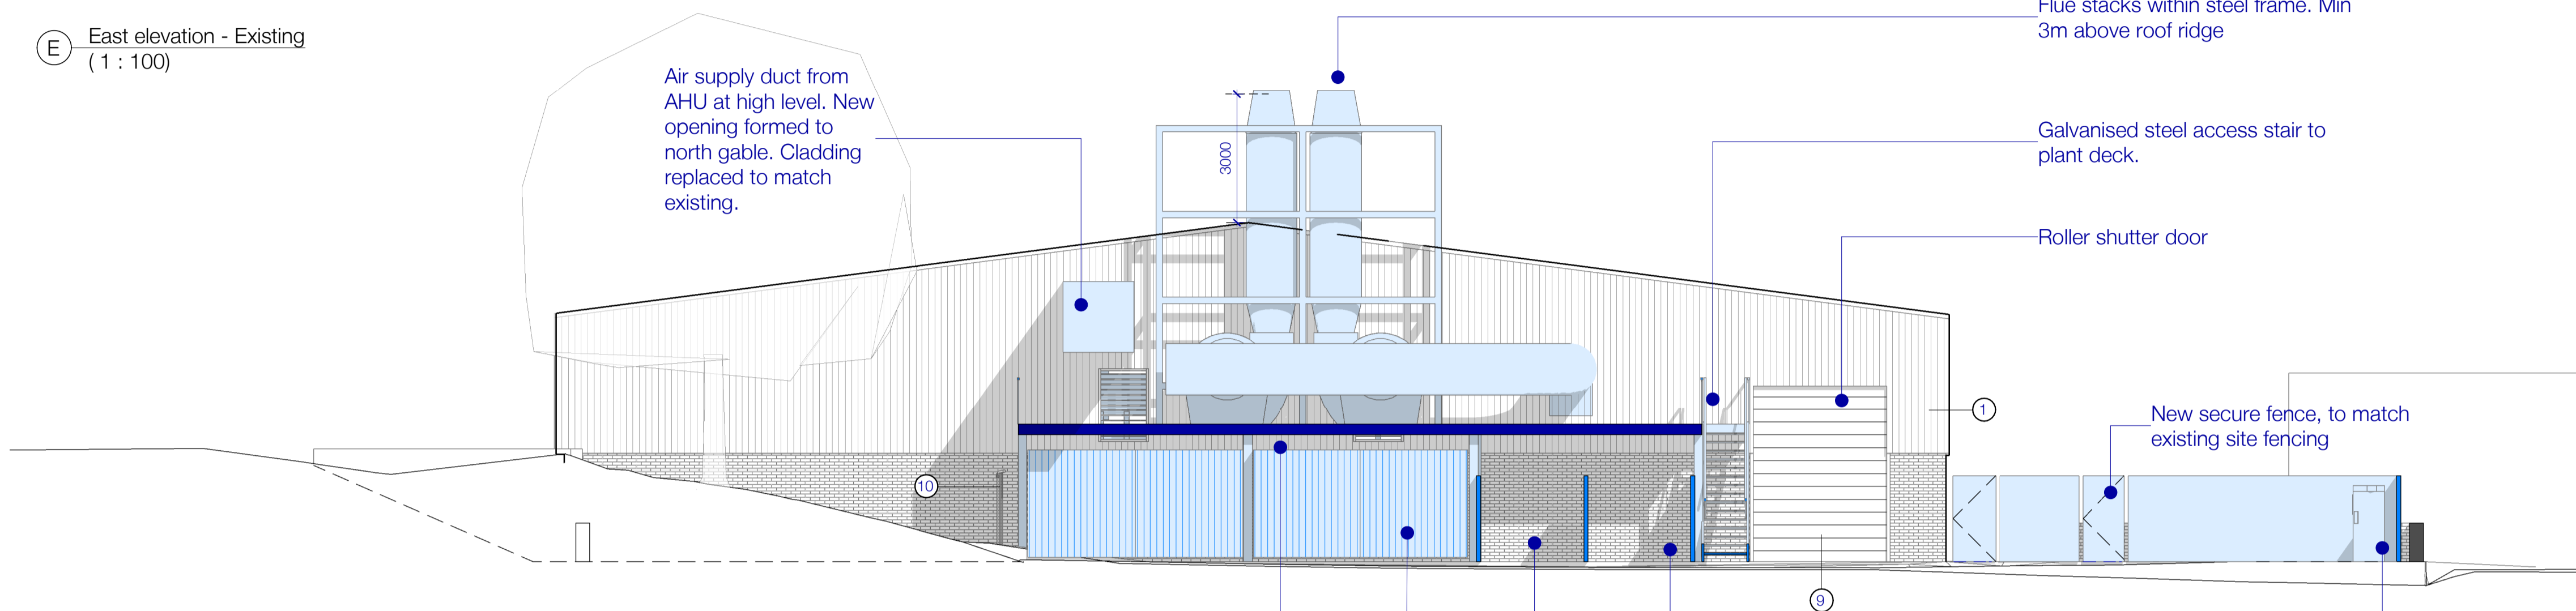 E
East elevation - Existing
( 1 : 100)
Air supply duct from
AHU at high level. New
opening formed to
north gable. Cladding
replaced to match
existing.
3000
Flue stacks within steel frame. Min
3m above roof ridge
Galvanised steel access stair to
plant deck.
Roller shutter door
1
New secure fence, to match
existing site fencing
10
9